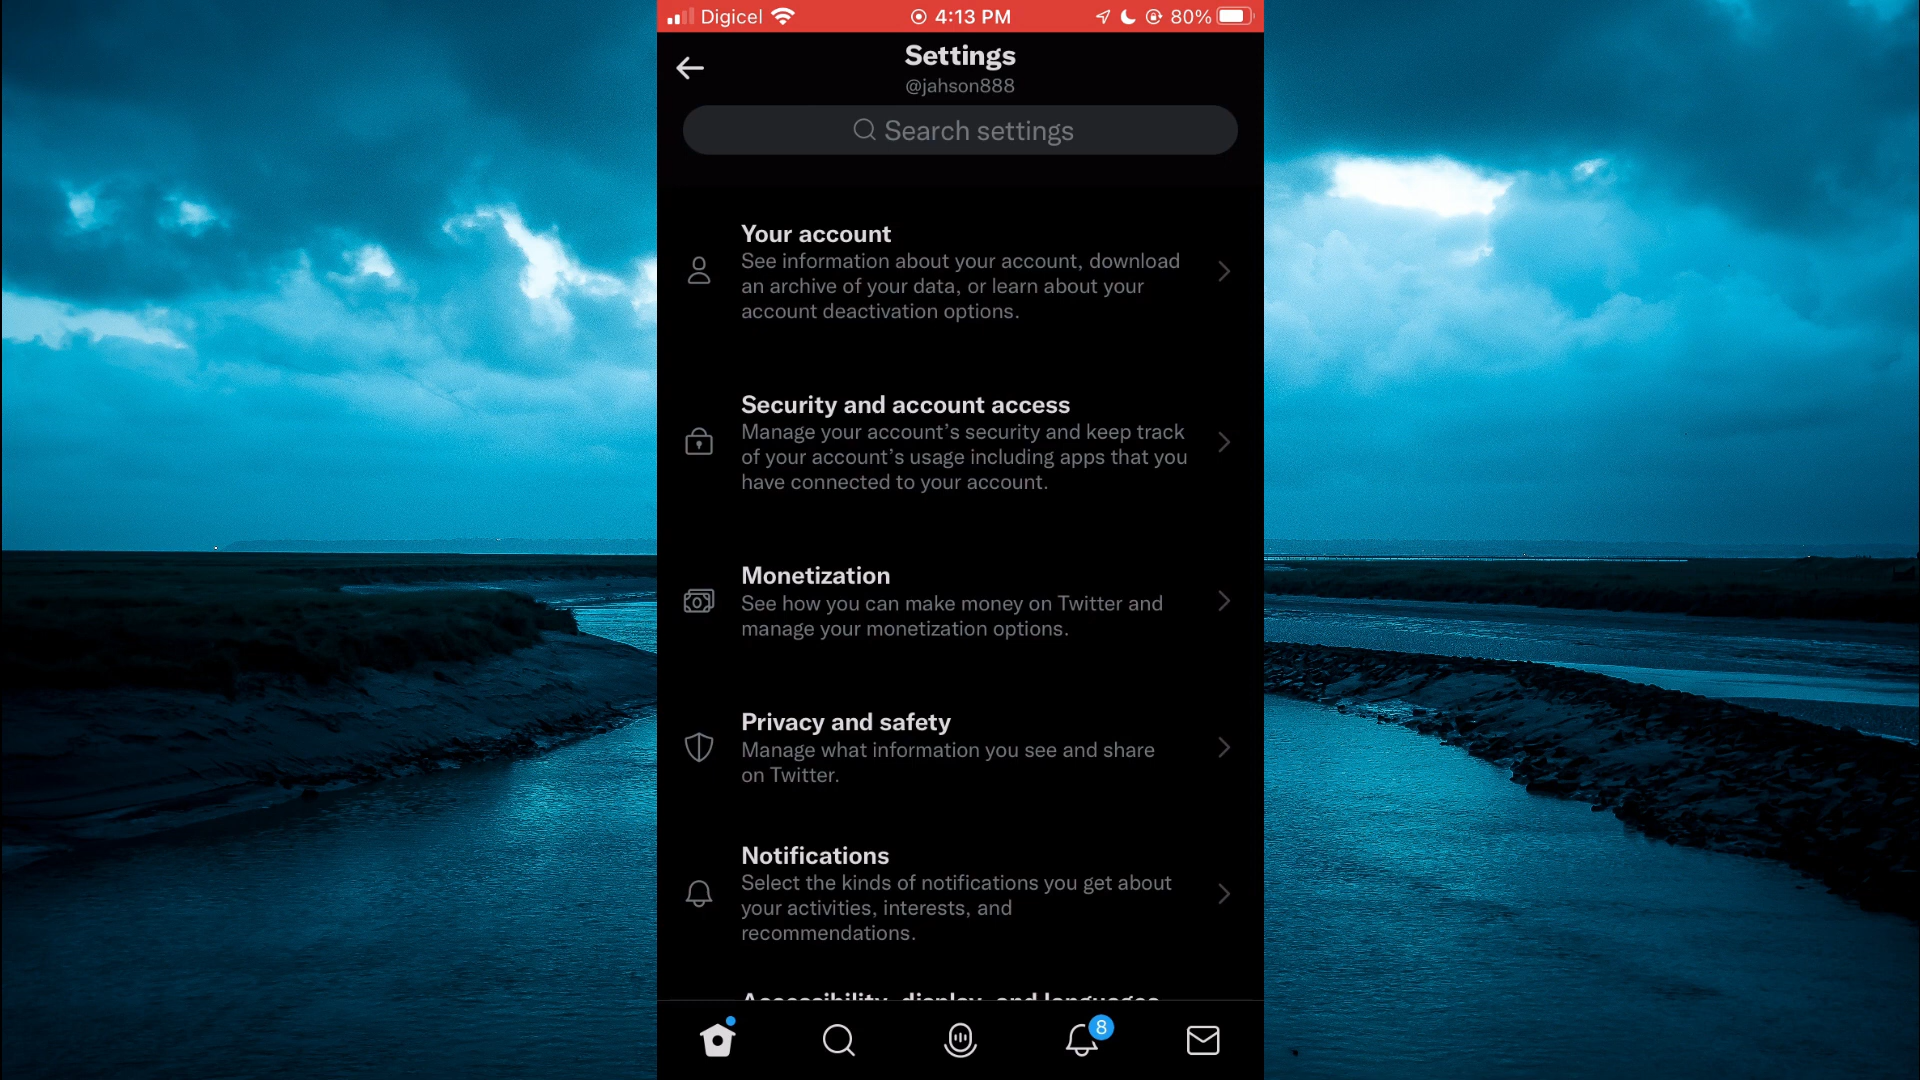 Digicel 4:13 PM 80%
Settings
@jahson888
Search settings
Your account
See information about your account, download
an archive of your data, or learn about your
account deactivation options.
Security and account access
Manage your account’s security and keep track
of your account’s usage including apps that you
have connected to your account.
Monetization
See how you can make money on Twitter and
manage your monetization options.
Privacy and safety
Manage what information you see and share
on Twitter.
Notifications
Select the kinds of notifications you get about
your activities, interests, and
recommendations.
Accessibility, display, and languages
8